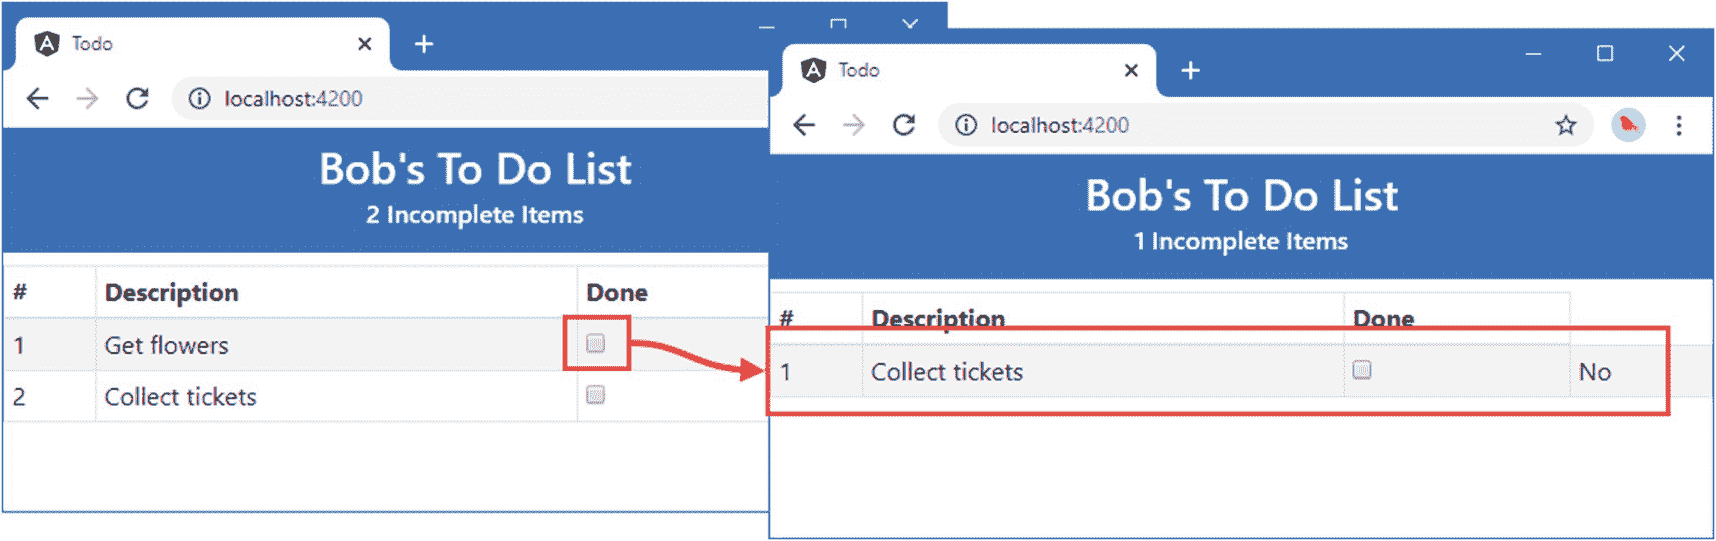 Todo
localhost:4200
Bob's To Do List
2 Incomplete Items
# Description Done
1 Get flowers
2 Collect tickets
Todo
localhost:4200
Bob's To Do List
1 Incomplete Items
# Description Done
1 Collect tickets No